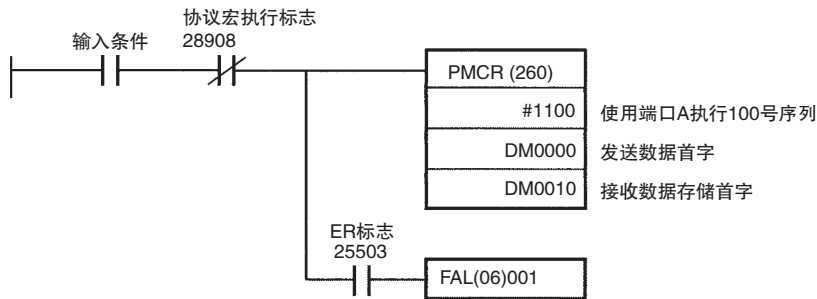 协议宏执行标志
输入条件
28908
PMCR (260)
#1100 使用端口A执行100号序列
DM0000 发送数据首字
DM0010 接收数据存储首字
ER标志
25503
FAL(06)001